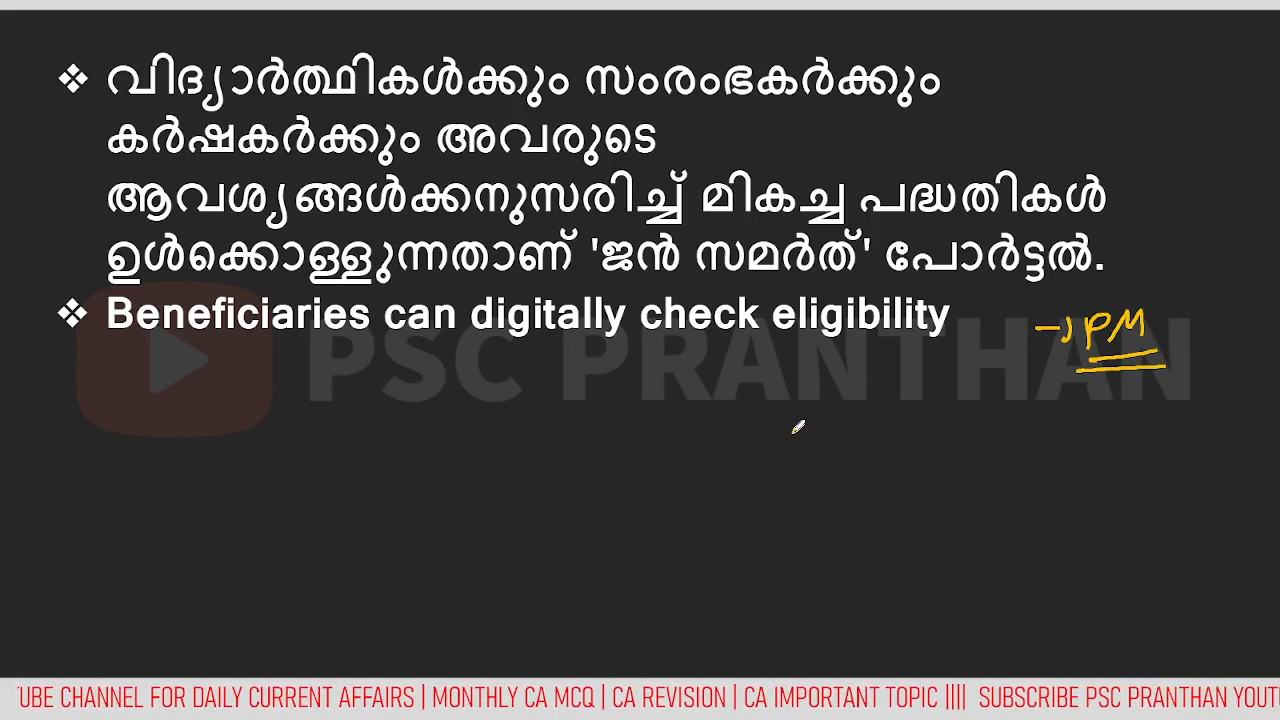 ❖ വിദ്യാർത്ഥികൾക്കും സംരംഭകർക്കും
കർഷകർക്കും അവരുടെ
ആവശ്യങ്ങൾക്കനുസരിച്ച് മികച്ച പദ്ധതികൾ
ഉൾക്കൊള്ളുന്നതാണ് 'ജൻ സമർത്' പോർട്ടൽ.
❖ Beneficiaries can digitally check eligibility
PM
PSC PRANTHAN
UBE CHANNEL FOR DAILY CURRENT AFFAIRS | MONTHLY CA MCQ | CA REVISION | CA IMPORTANT TOPIC |||| SUBSCRIBE PSC PRANTHAN YOUT